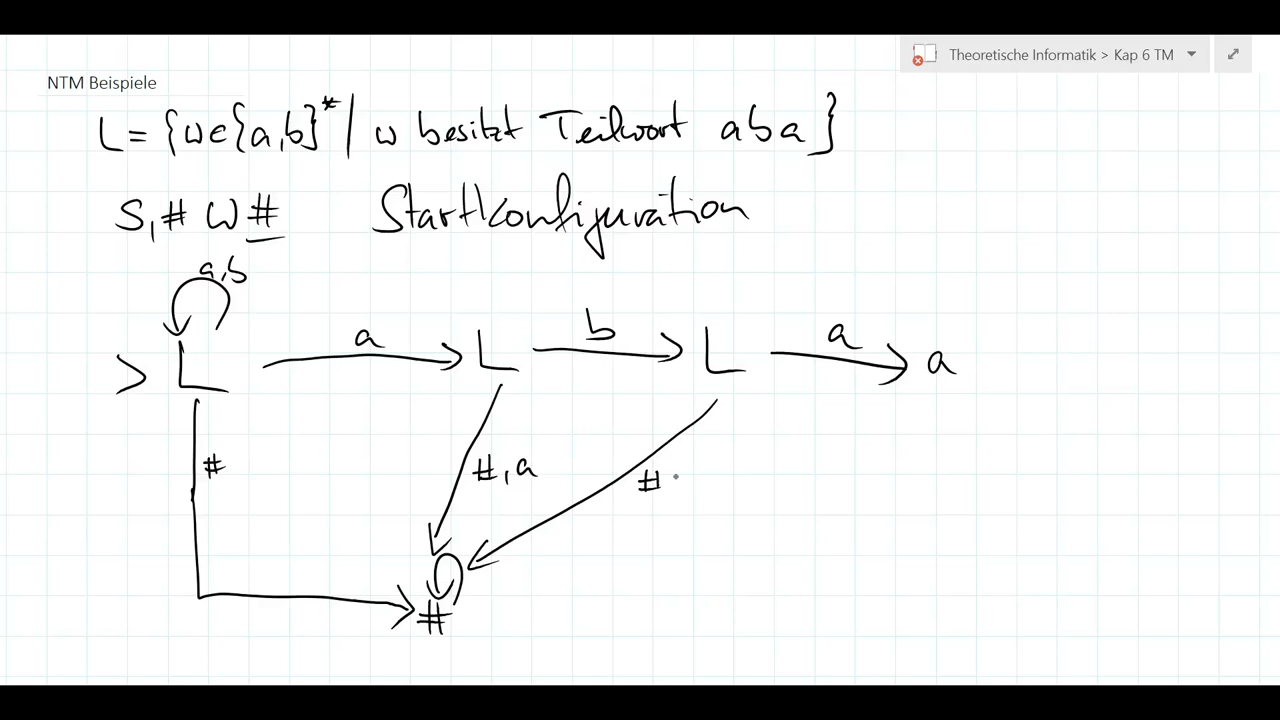 Theoretische Informatik > Kap 6 TM
NTM Beispiele
L = {w∈{a,b}* | w besitzt Teilwort aba}
s, # w # Startkonfiguration
a,b
> L a L b L a a
# #, a #
#